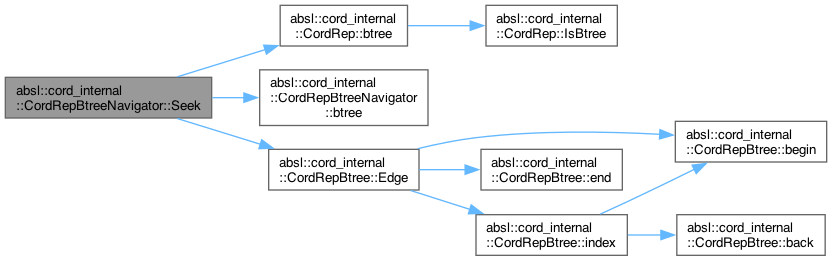 absl::cord_internal
::CordRepBtreeNavigator::Seek
absl::cord_internal
::CordRep::btree
absl::cord_internal
::CordRep::IsBtree
absl::cord_internal
::CordRepBtreeNavigator
::btree
absl::cord_internal
::CordRepBtree::Edge
absl::cord_internal
::CordRepBtree::begin
absl::cord_internal
::CordRepBtree::end
absl::cord_internal
::CordRepBtree::index
absl::cord_internal
::CordRepBtree::back